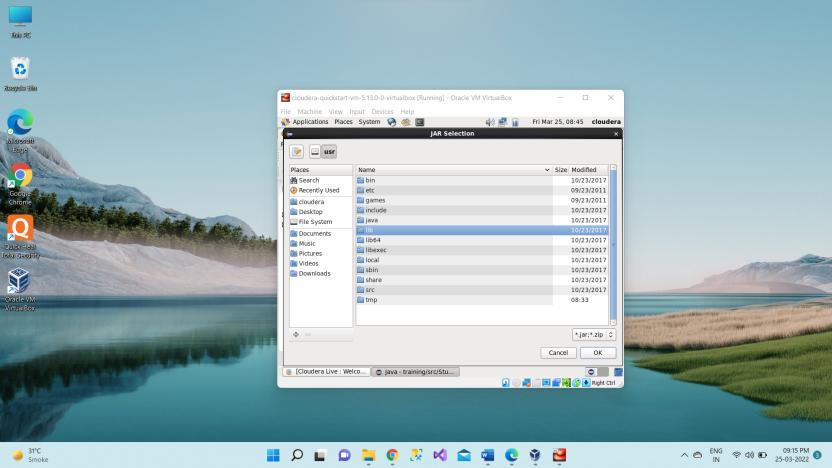 This PC
Recycle Bin
Microsoft Edge
Google Chrome
Quick Heal Total Security
Oracle VM VirtualBox
cloudera-quickstart-vm-5.13.0-0-virtualbox [Running] - Oracle VM VirtualBox
File Machine View Input Devices Help
Applications Places System Fri Mar 25, 08:45 cloudera
JAR Selection
usr
Places Name Size Modified
Search
Recently Used
cloudera
Desktop
File System
Documents
Music
Pictures
Videos
Downloads
bin 10/23/2017
etc 09/23/2011
games 09/23/2011
include 10/23/2017
java 10/23/2017
lib 10/23/2017
lib64 10/23/2017
libexec 10/23/2017
local 10/23/2017
sbin 10/23/2017
share 10/23/2017
src 10/23/2017
tmp 08:33
*.jar;*.zip
Cancel OK
[Cloudera Live : Welco... Java - training/src/Stu...
Right Ctrl
31°C
Smoke
ENG
IN
09:15 PM
25-03-2022
3